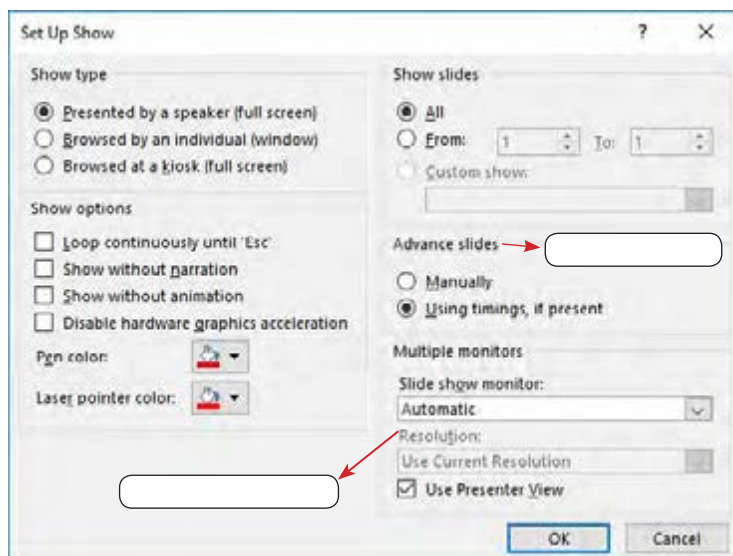 Set Up Show
?
Show type
Presented by a speaker (full screen)
Browsed by an individual (window)
Browsed at a kiosk (full screen)
Show options
Loop continuously until 'Esc'
Show without narration
Show without animation
Disable hardware graphics acceleration
Pen color:
Laser pointer color:
Show slides
All
From: 1 To: 1
Custom show:
Advance slides
Manually
Using timings, if present
Multiple monitors
Slide show monitor:
Automatic
Resolution:
Use Current Resolution
Use Presenter View
OK Cancel